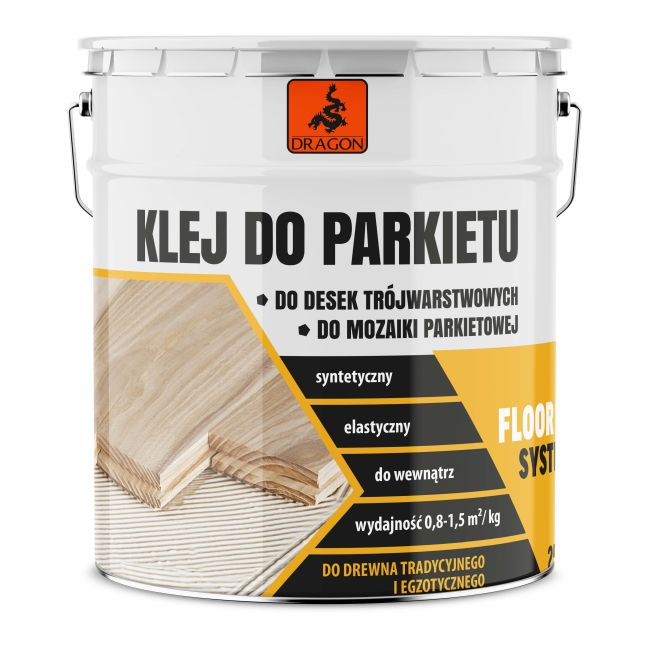 DRAGON
KLEJ DO PARKIETU
DO DESEK TRÓJWARSTWOWYCH
DO MOZAIKI PARKIETOWEJ
syntetyczny
elastyczny
do wewnątrz
wydajność 0,8-1,5 m²/kg
FLOOR
DO DREWNA TRADYCYJNEGO
I EGZOTYCZNEGO